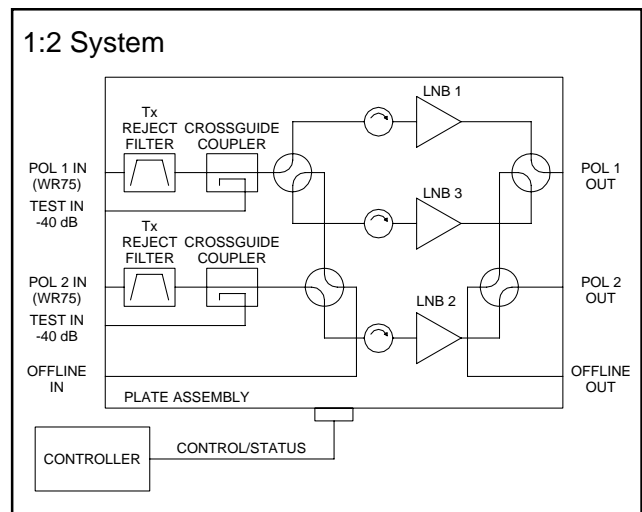 1:2 System
LNB 1
Tx
REJECT
FILTER
CROSSGUIDE
COUPLER
POL 1 IN
(WR75)
POL 1
OUT
TEST IN
-40 dB
LNB 3
Tx
REJECT
FILTER
CROSSGUIDE
COUPLER
POL 2 IN
(WR75)
POL 2
OUT
TEST IN
-40 dB
LNB 2
OFFLINE
IN
OFFLINE
OUT
PLATE ASSEMBLY
CONTROL/STATUS
CONTROLLER